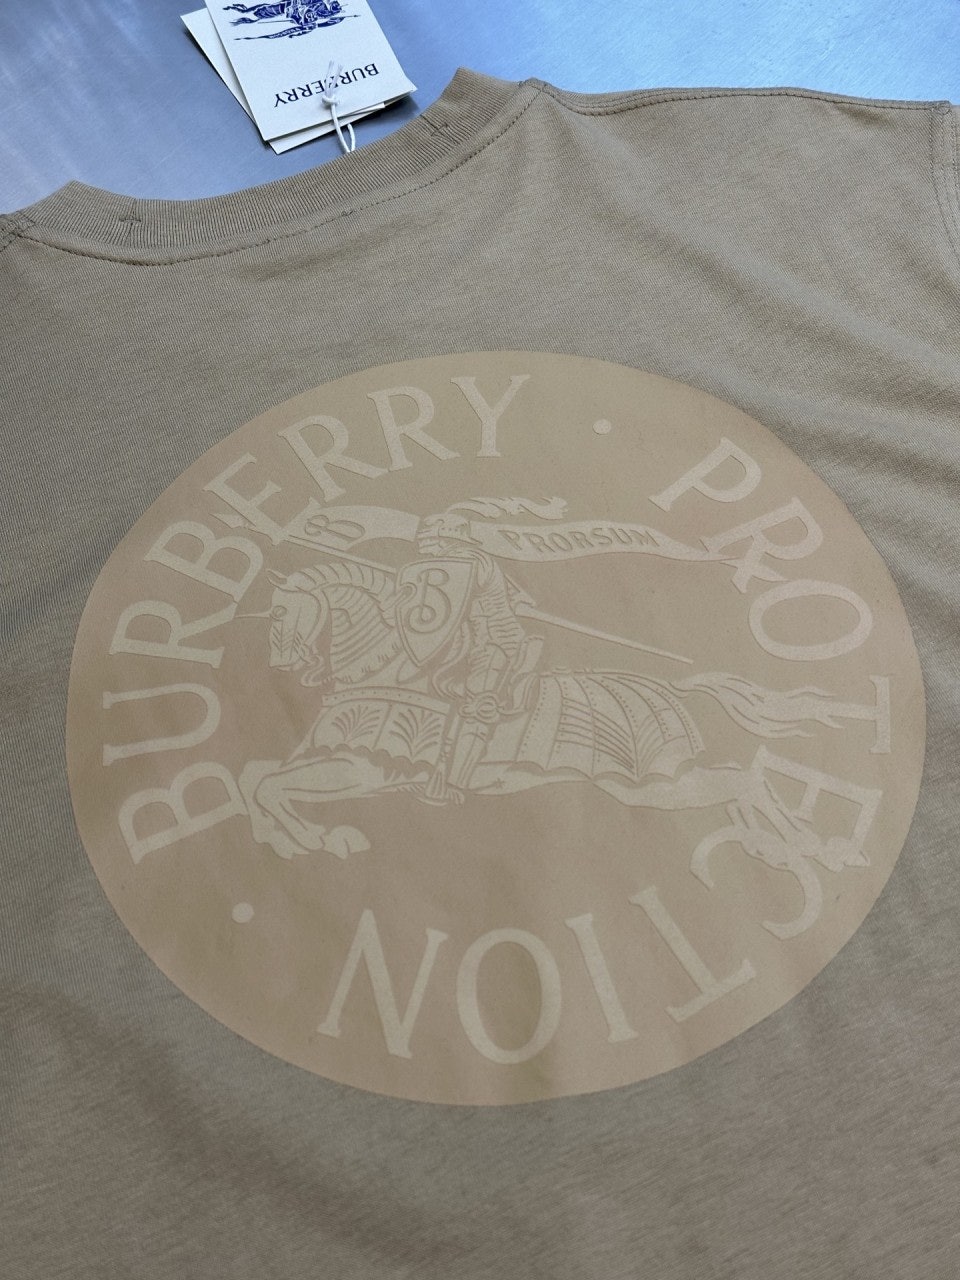 BURBERRY
BURBERRY · PROTECTION ·
B
PRORSUM
B